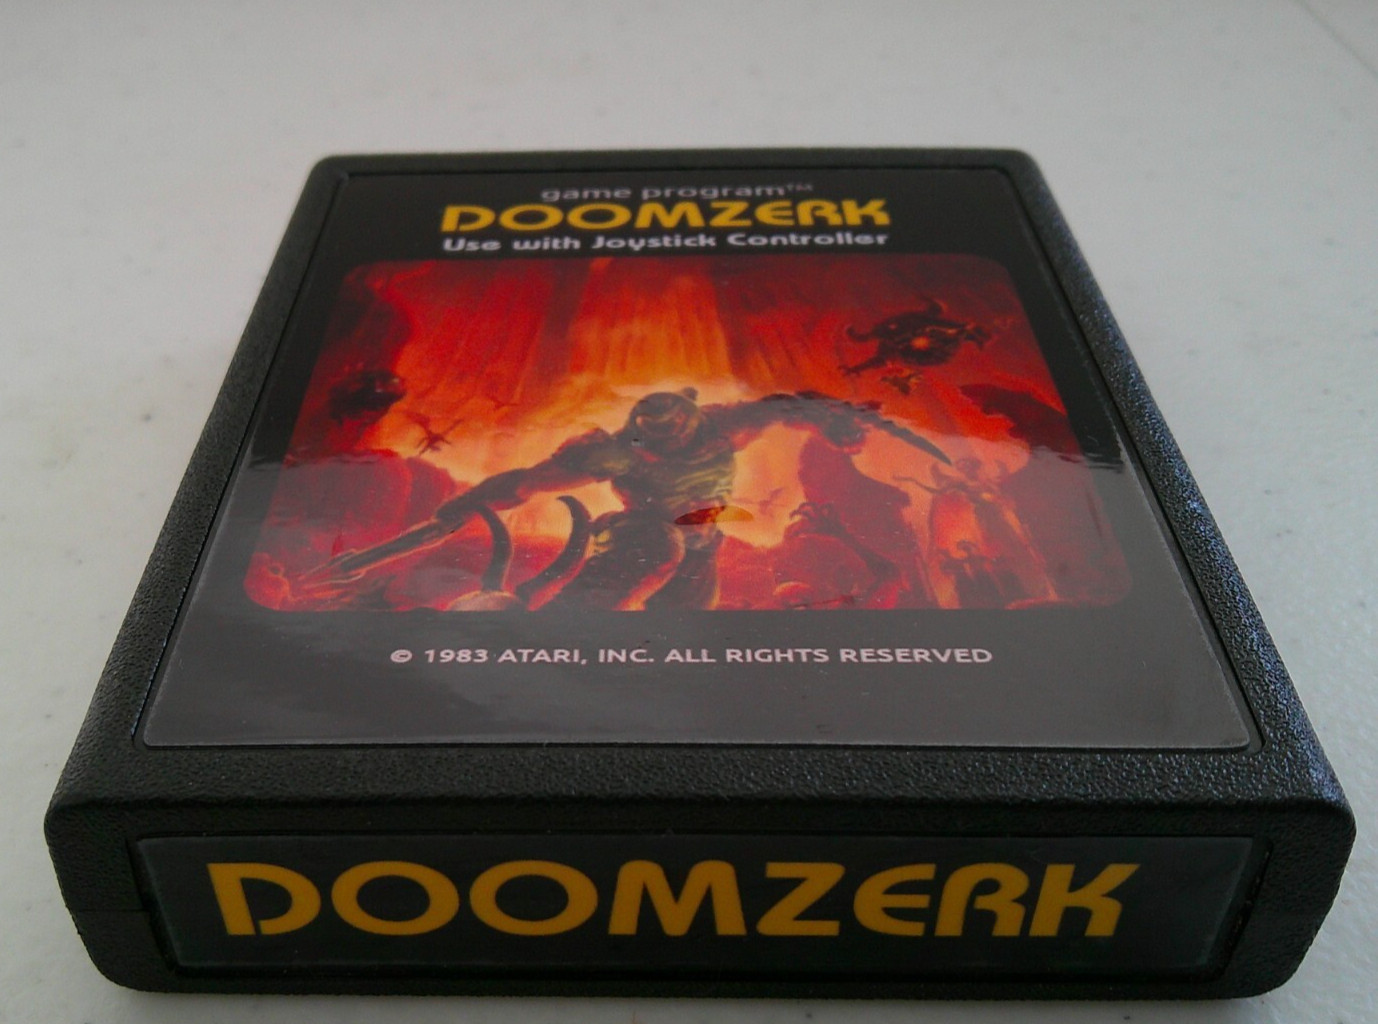 game program™
DOOMZERK
Use with Joystick Controller
© 1983 ATARI, INC. ALL RIGHTS RESERVED
DOOMZERK